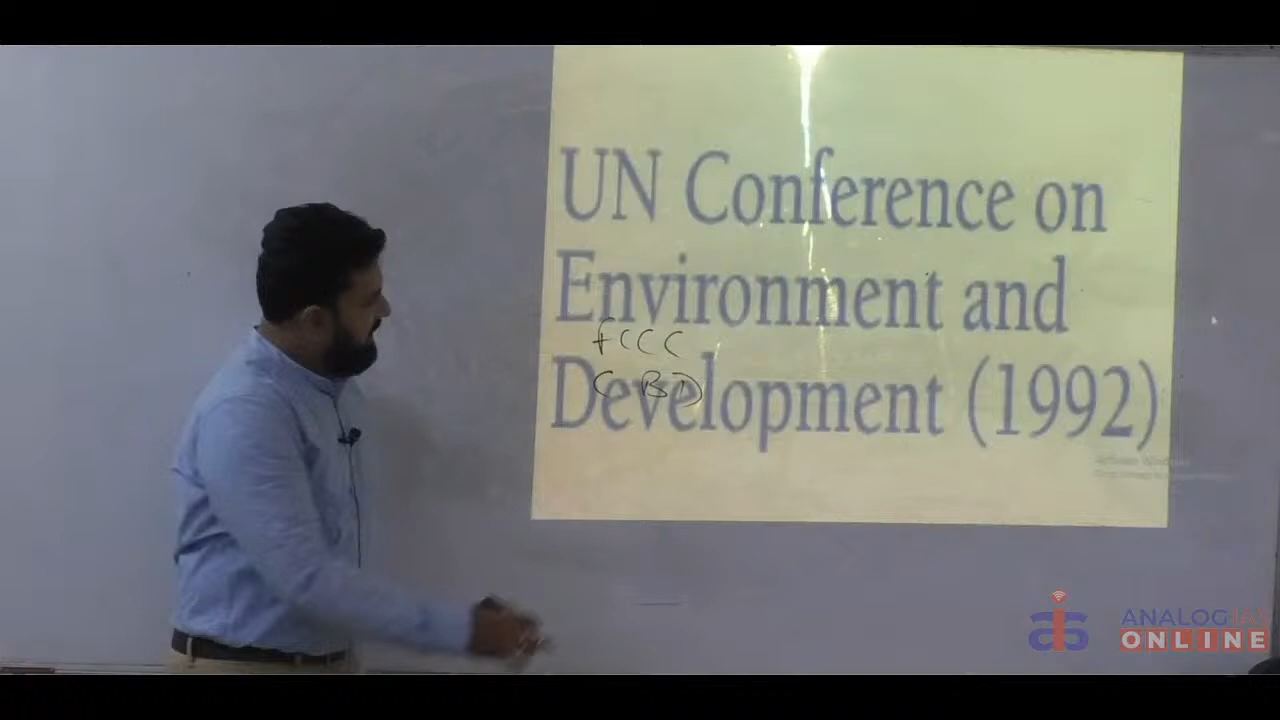 UN Conference on
Environment and
FCCC
Development (1992)
CBD
ANALOG IAS
ONLINE